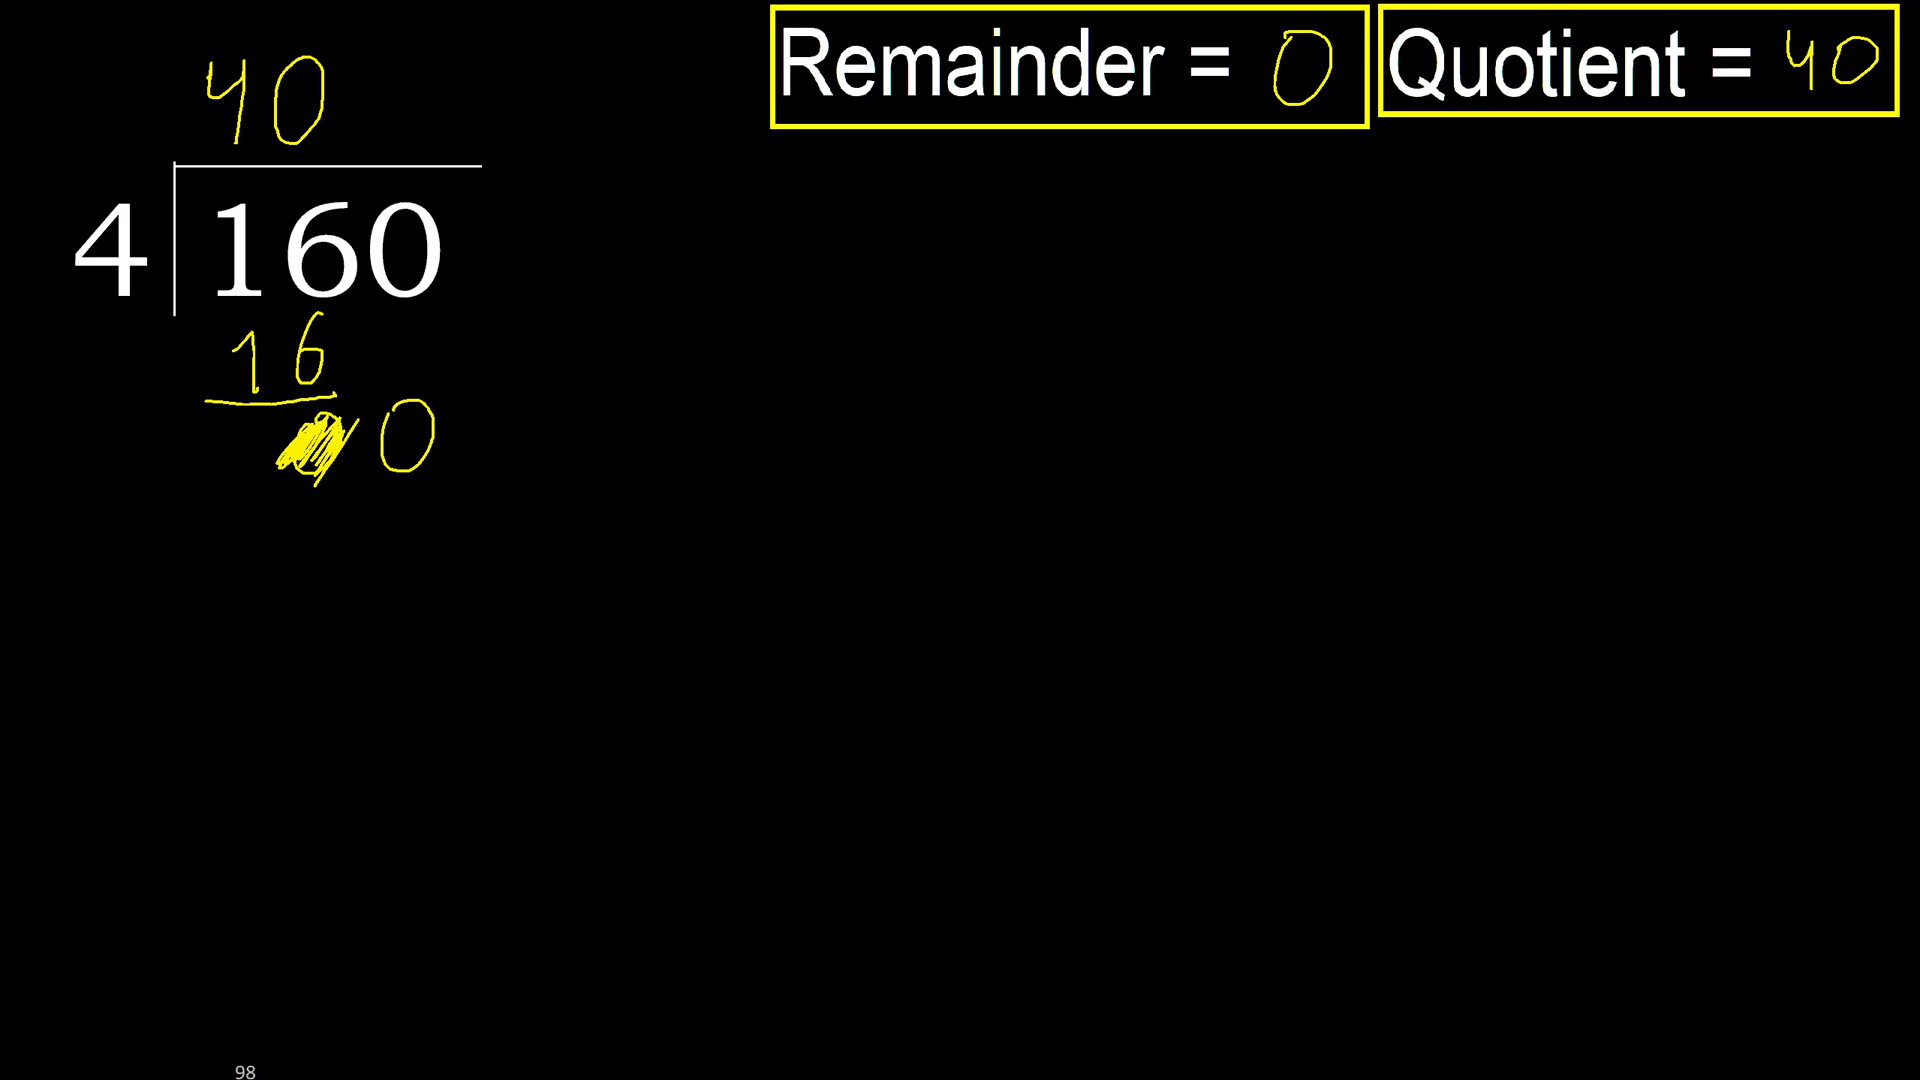 Remainder = 0
Quotient = 40
40
4 160
16
0
98